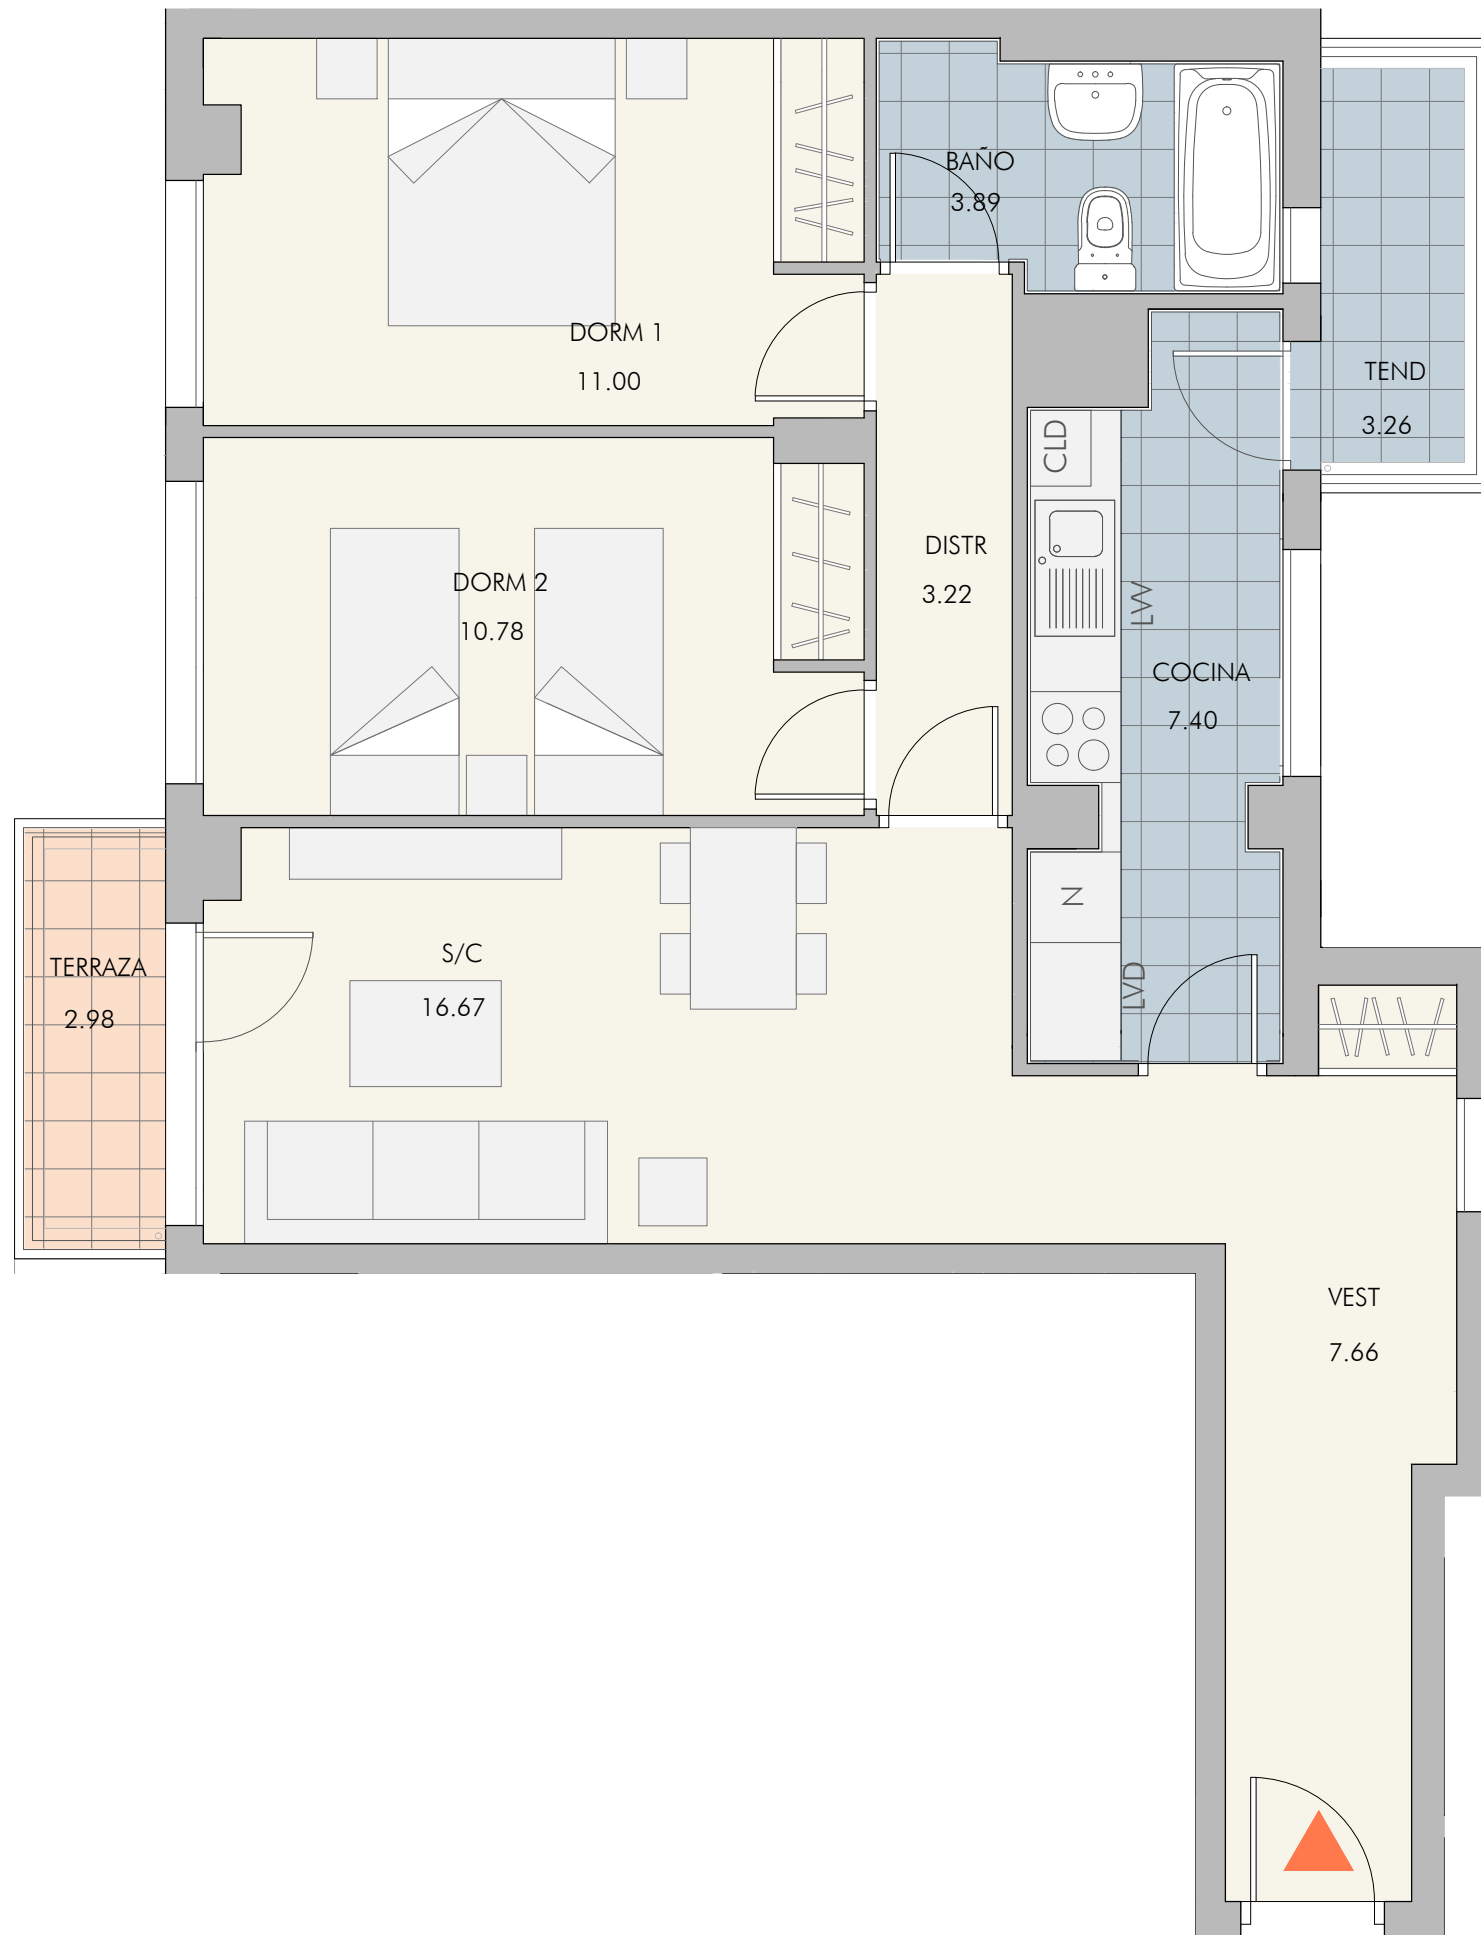 BAÑO
3.89
DORM 1
11.00
TEND
3.26
CLD
DISTR
3.22
DORM 2
10.78
LVV
COCINA
7.40
N
S/C
16.67
TERRAZA
2.98
LVD
VEST
7.66